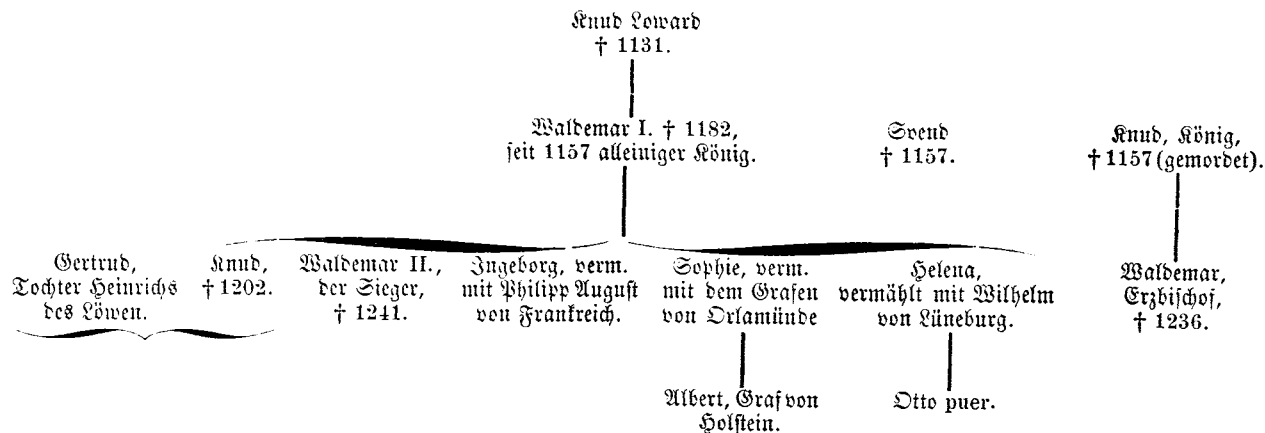 Knud Loward
† 1131.
Waldemar I. † 1182,
seit 1157 alleiniger König.
Svend
† 1157.
Knud, König,
† 1157 (gemordet).
Gertrud,
Tochter Heinrichs
des Löwen.
Knud,
† 1202.
Waldemar II.,
der Sieger,
† 1241.
Ingeborg, verm.
mit Philipp August
von Frankreich.
Sophie, verm.
mit dem Grafen
von Orlamünde
Helena,
vermählt mit Wilhelm
von Lüneburg.
Waldemar,
Erzbischof,
† 1236.
Albert, Graf von
Holstein.
Otto puer.